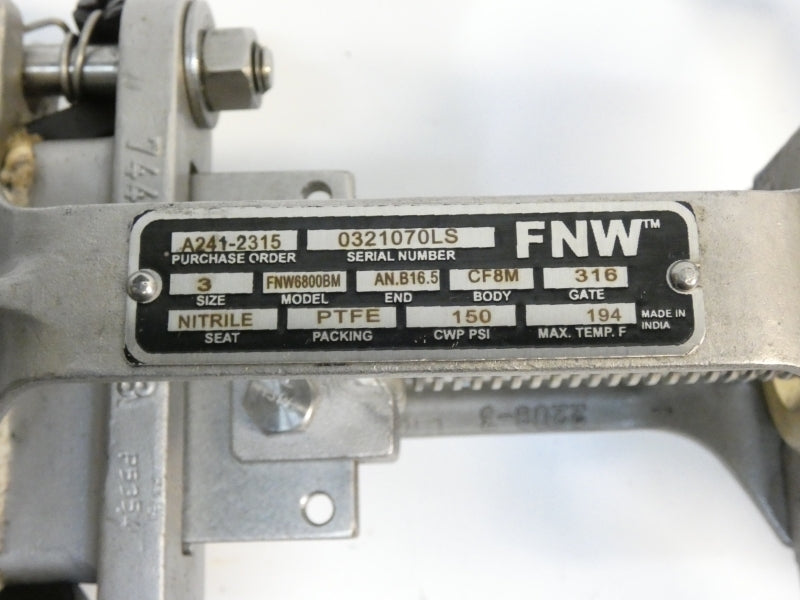 744
A241-2315 0321070LS FNW™
PURCHASE ORDER SERIAL NUMBER
3 FNW6800BM AN.B16.5 CF8M 316
SIZE MODEL END BODY GATE
NITRILE PTFE 150 194 MADE IN
SEAT PACKING CWP PSI MAX. TEMP. F INDIA